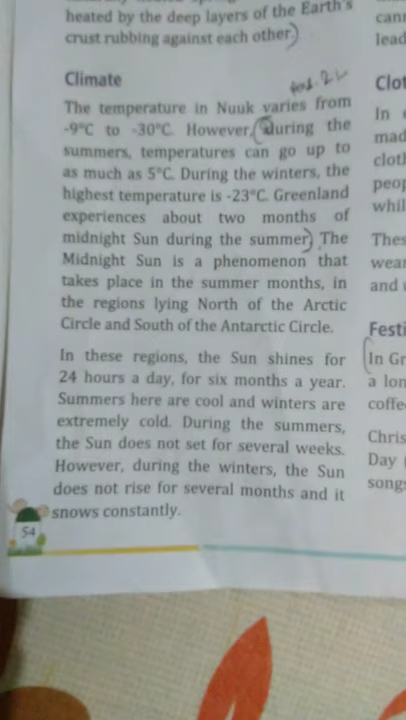 heated by the deep layers of the Earth's
crust rubbing against each other.)
Climate
The temperature in Nuuk varies from
-9°C to -30°C. However, (during the
summers, temperatures can go up to
as much as 5°C. During the winters, the
highest temperature is -23°C. Greenland
experiences about two months of
midnight Sun during the summer.) The
Midnight Sun is a phenomenon that
takes place in the summer months, in
the regions lying North of the Arctic
Circle and South of the Antarctic Circle.
In these regions, the Sun shines for
24 hours a day, for six months a year.
Summers here are cool and winters are
extremely cold. During the summers,
the Sun does not set for several weeks.
However, during the winters, the Sun
does not rise for several months and it
snows constantly.
54
lead
In
peop
whil
Thes
wear
and
(In Gr
a lon
coffe
Chris
Day
songs